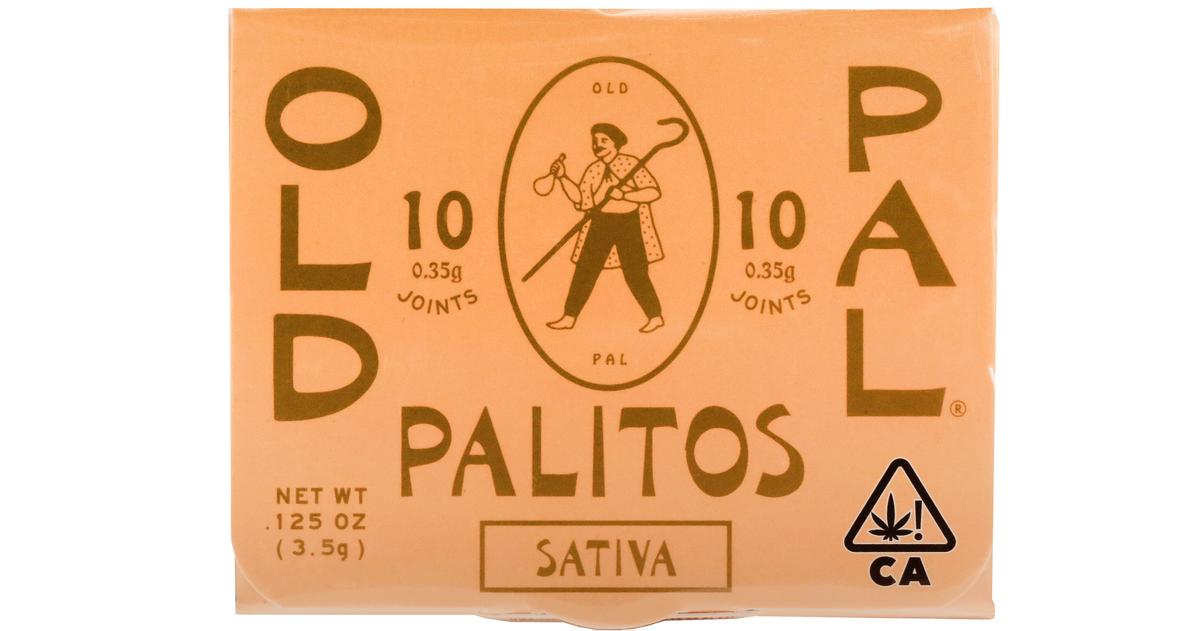 OLD
PAL®
OLD
PAL
10
0.35g
JOINTS
10
0.35g
JOINTS
PALITOS
SATIVA
NET WT
.125 OZ
(3.5g)
!
CA